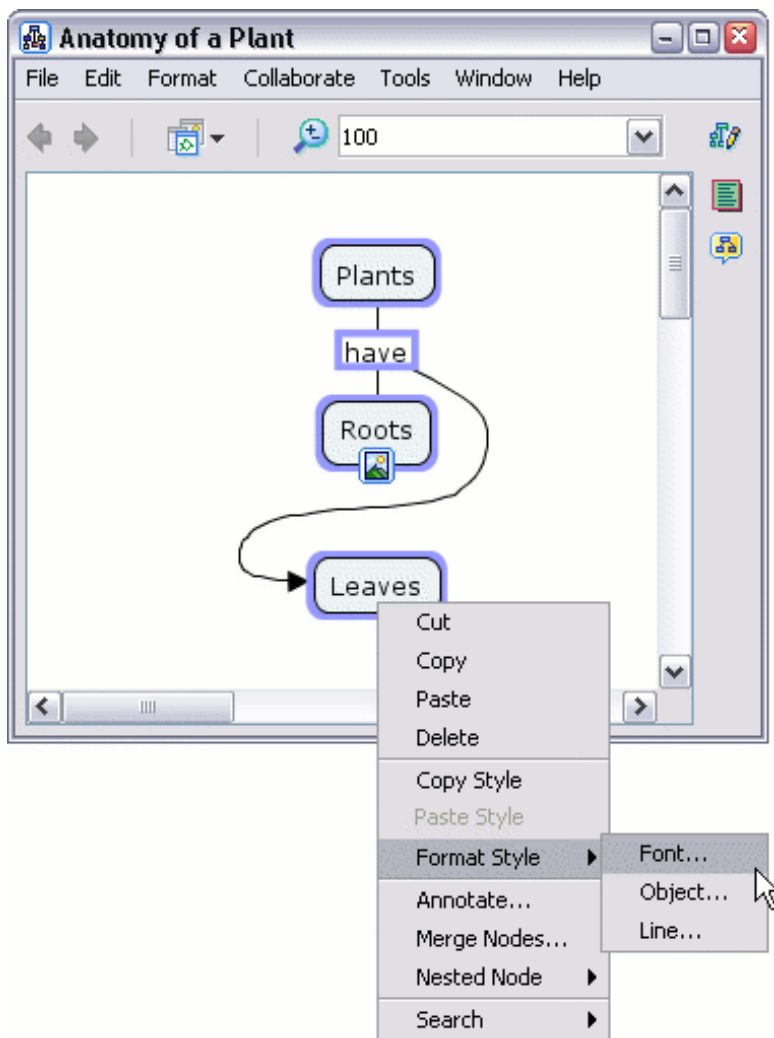 Anatomy of a Plant
File Edit Format Collaborate Tools Window Help
100
Plants
have
Roots
Leaves
Cut
Copy
Paste
Delete
Copy Style
Paste Style
Format Style
Font...
Object...
Line...
Annotate...
Merge Nodes...
Nested Node
Search